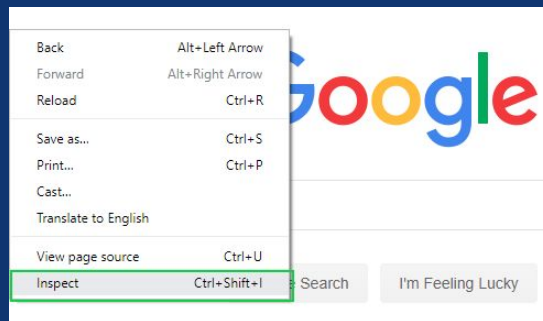 Back Alt+Left Arrow
Forward Alt+Right Arrow
Reload Ctrl+R
Save as... Ctrl+S
Print... Ctrl+P
Cast...
Translate to English
View page source Ctrl+U
Inspect Ctrl+Shift+I
oogle
Search I'm Feeling Lucky